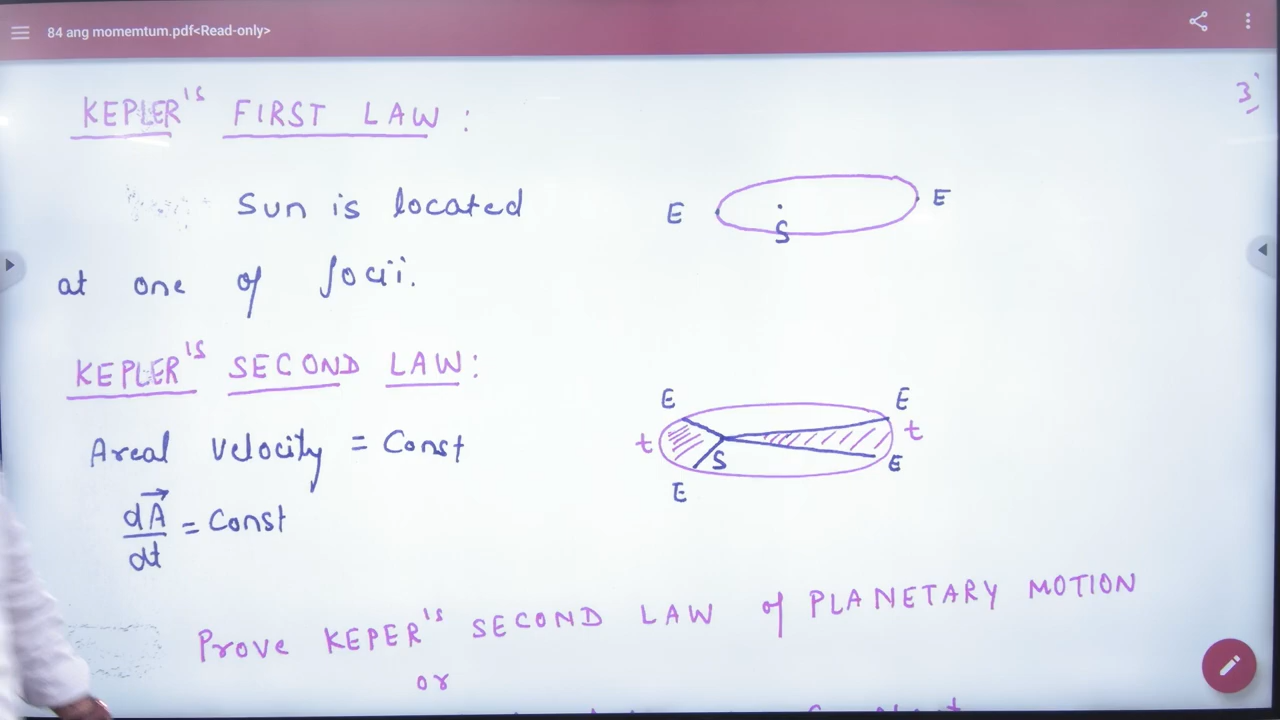 84 ang momemtum.pdf<Read-only>
3
KEPLER'S FIRST LAW :
Sun is located
at one of focii.
E
S
E
KEPLER'S SECOND LAW :
Areal velocity = Const
dA/dt = Const
E
E
t
t
S
E
E
Prove KEPER'S SECOND LAW of PLANETARY MOTION
or